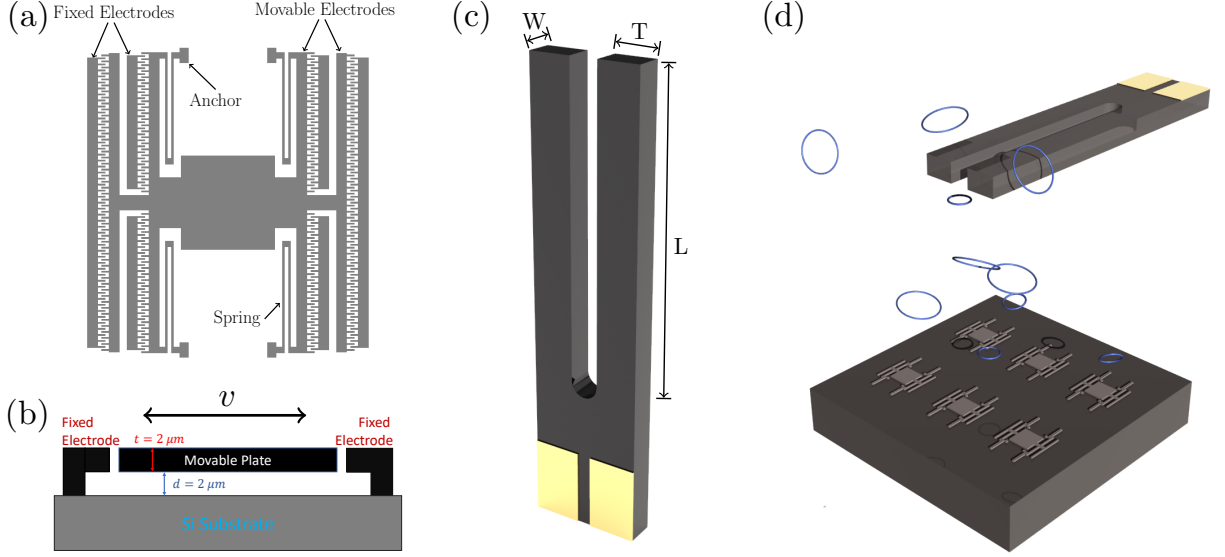 (a)
Fixed Electrodes
Movable Electrodes
Anchor
Spring
(b)
v
Fixed
Electrode
t = 2 μm
Fixed
Electrode
Movable Plate
d = 2 μm
Si Substrate
(c)
W
T
L
(d)